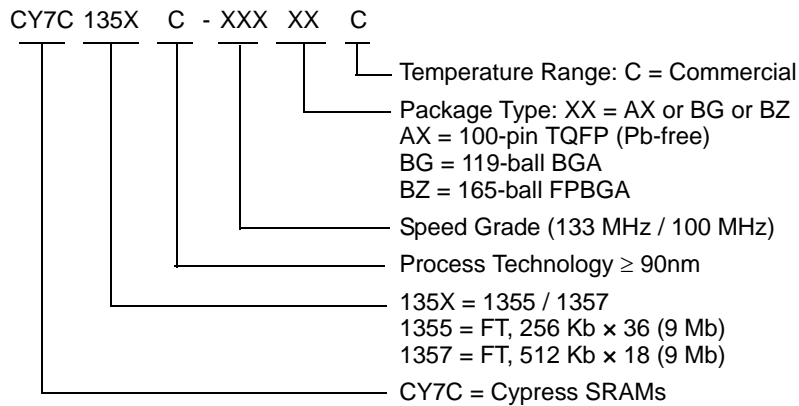 CY7C 135X C - XXX XX C
Temperature Range: C = Commercial
Package Type: XX = AX or BG or BZ
AX = 100-pin TQFP (Pb-free)
BG = 119-ball BGA
BZ = 165-ball FPBGA
Speed Grade (133 MHz / 100 MHz)
Process Technology ≥ 90nm
135X = 1355 / 1357
1355 = FT, 256 Kb × 36 (9 Mb)
1357 = FT, 512 Kb × 18 (9 Mb)
CY7C = Cypress SRAMs